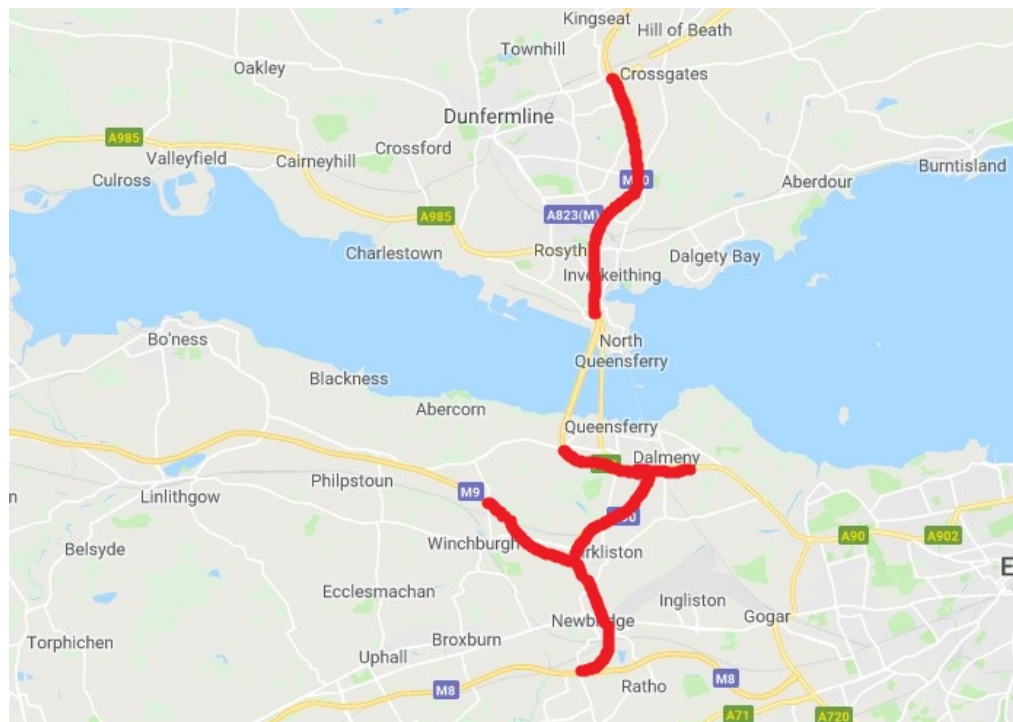 Kingseat
Hill of Beath
Townhill
Oakley
Crossgates
Dunfermline
A985
Crossford
Valleyfield
Cairneyhill
Culross
Burntisland
Aberdour
A985
A823(M)
Rosyth
Charlestown
Dalgety Bay
North
Queensferry
Bo'ness
Blackness
Abercorn
Queensferry
Dalmeny
Philpstoun
M9
Linlithgow
A90
A902
Winchburgh
Belsyde
Ecclesmachan
Ingliston
Gogar
Torphichen
Broxburn
Uphall
M8
M8
Ratho
A71
A720